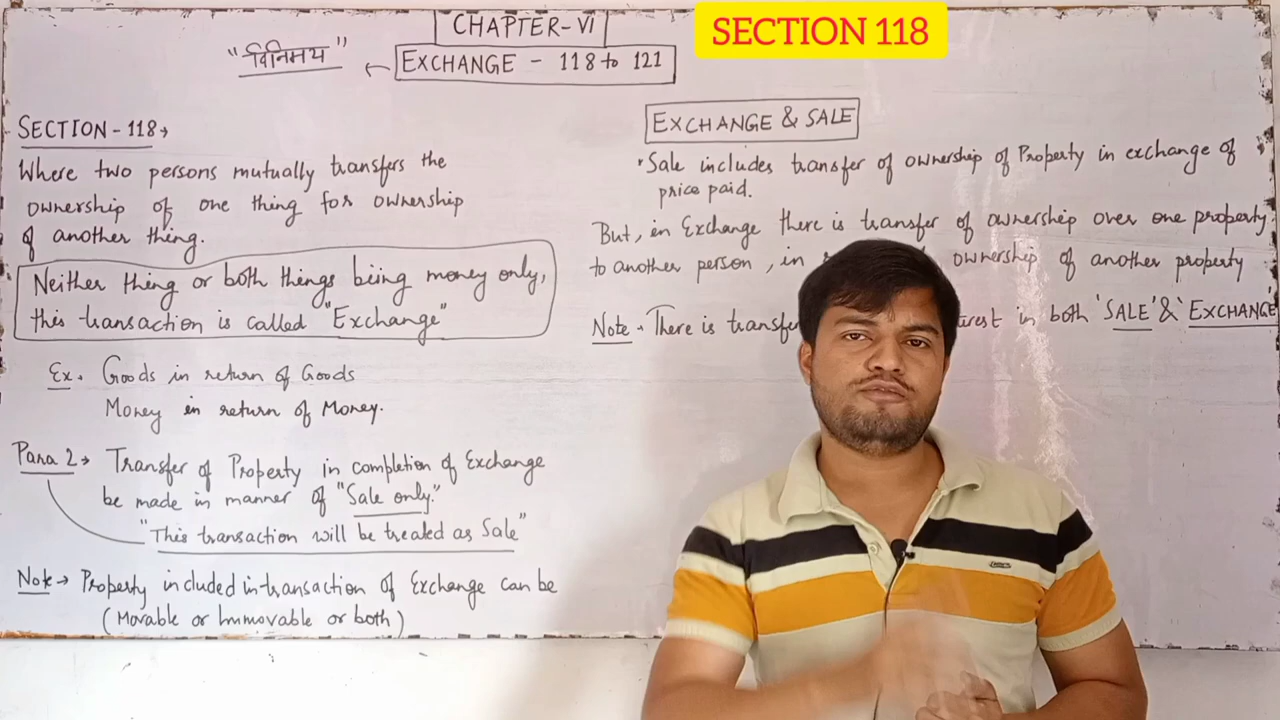 SECTION 118
CHAPTER-VI
"विनिमय" ← EXCHANGE - 118 to 121
SECTION-118→
Where two persons mutually transfers the
ownership of one thing for ownership
of another thing.
Neither thing or both things being money only,
this transaction is called "Exchange"
Ex. Goods in return of Goods
Money in return of Money.
Para 2→ Transfer of Property in completion of Exchange
be made in manner of "Sale only."
"This transaction will be treated as Sale"
Note→ Property included in transaction of Exchange can be
(Movable or Immovable or both)
EXCHANGE & SALE
Sale includes transfer of ownership of Property in exchange of
price paid.
But, in Exchange there is transfer of ownership over one property
to another person, in ownership of another property
Note There is transfer in both 'SALE' & 'EXCHANGE'